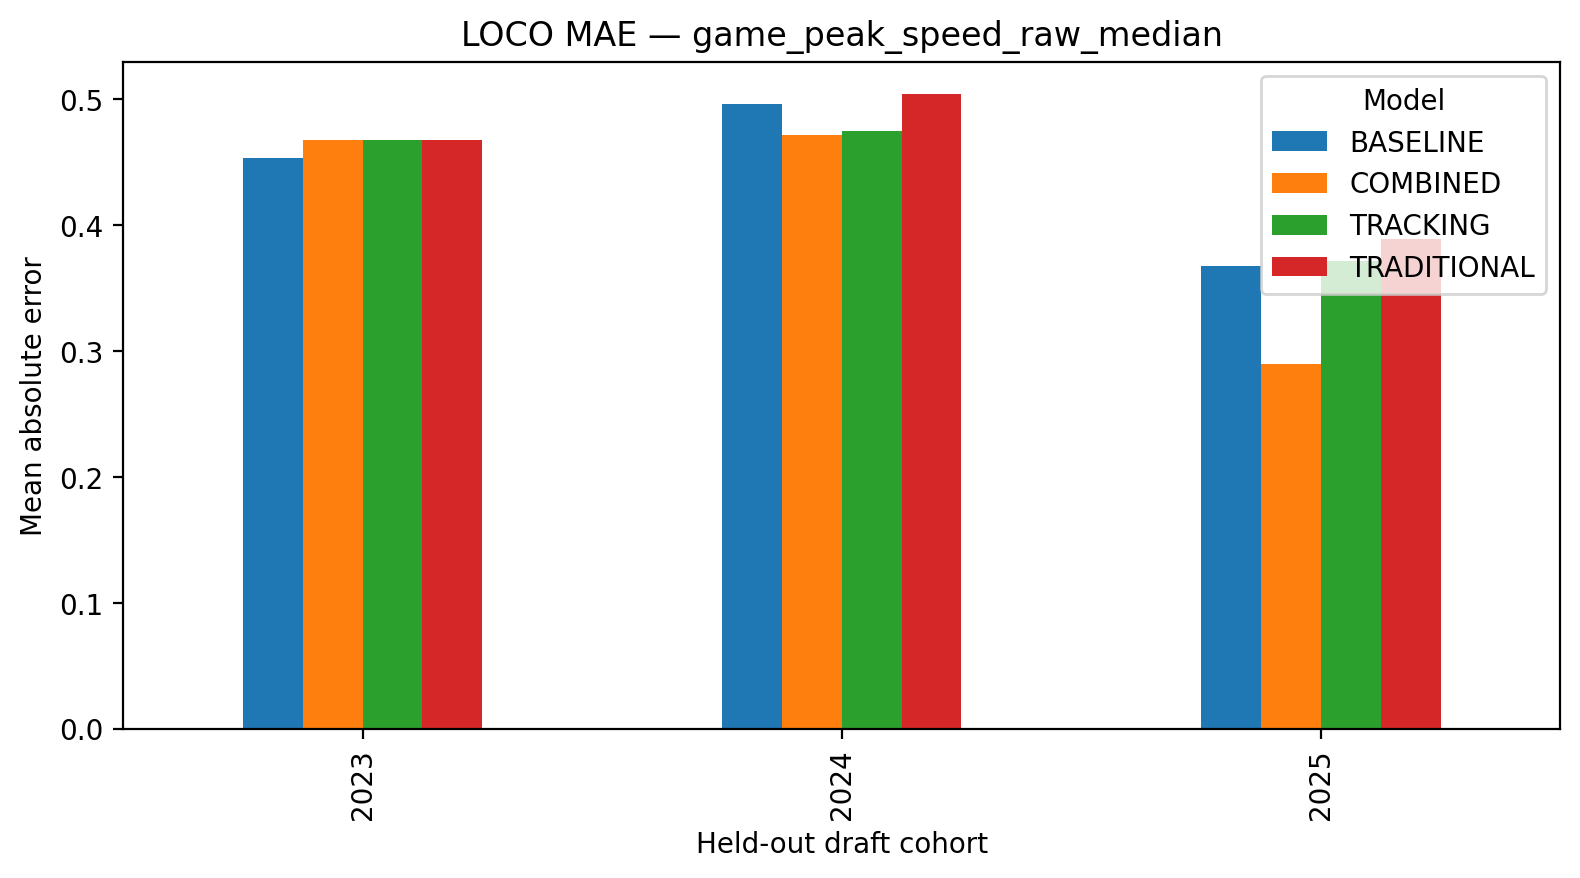 LOCO MAE — game_peak_speed_raw_median
Mean absolute error
0.5
0.4
0.3
0.2
0.1
0.0
Model
BASELINE
COMBINED
TRACKING
TRADITIONAL
2023
2024
2025
Held-out draft cohort